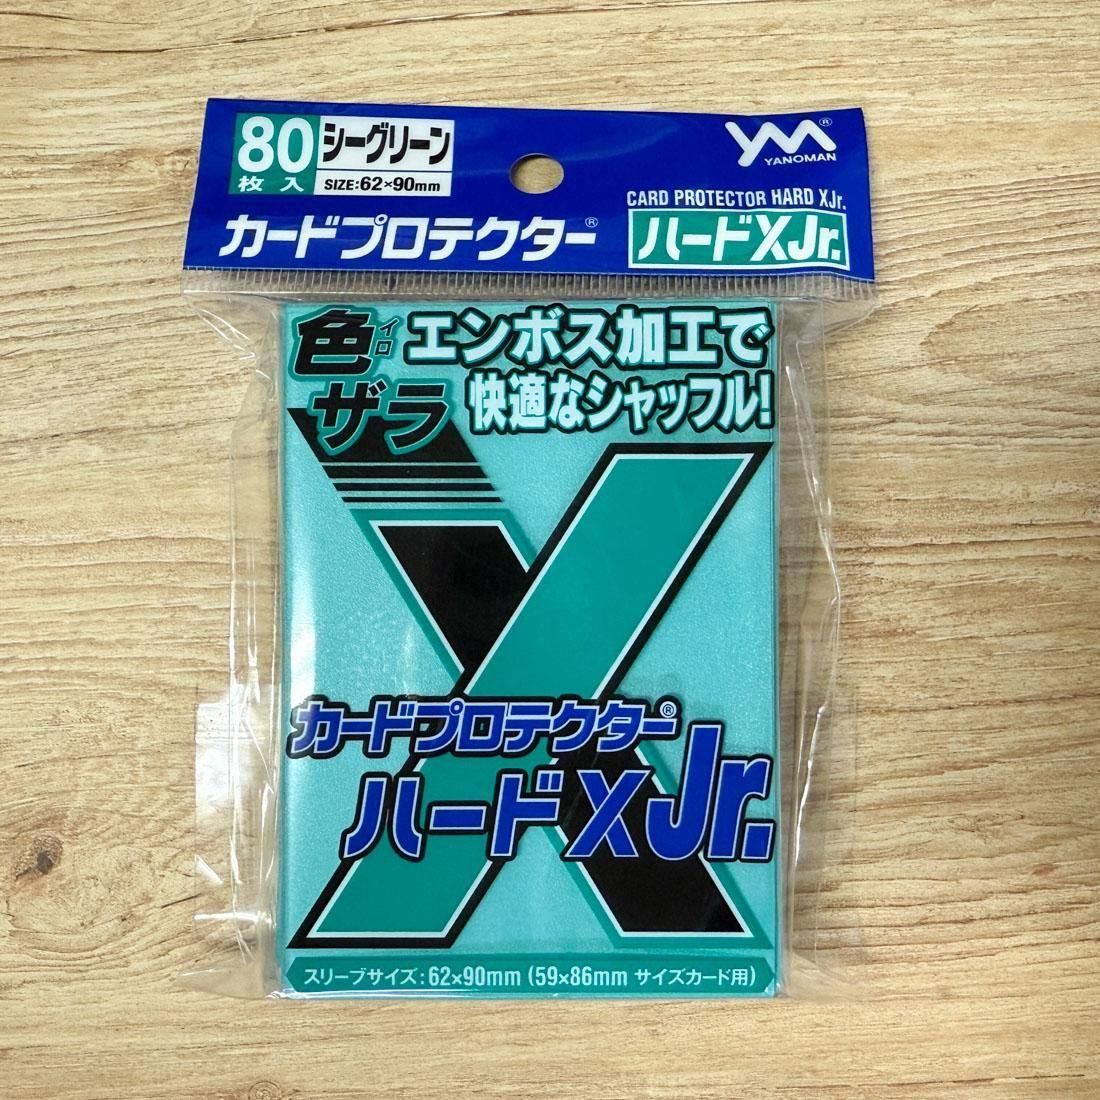 80枚入
シーグリーン
SIZE:62×90mm
YM®
YANOMAN
CARD PROTECTOR HARD XJr.
カードプロテクター®
ハードXJr.
色イロ
ザラ
エンボス加工で
快適なシャッフル!
X
カードプロテクター®
ハードXJr.
スリーブサイズ:62×90mm (59×86mm サイズカード用)